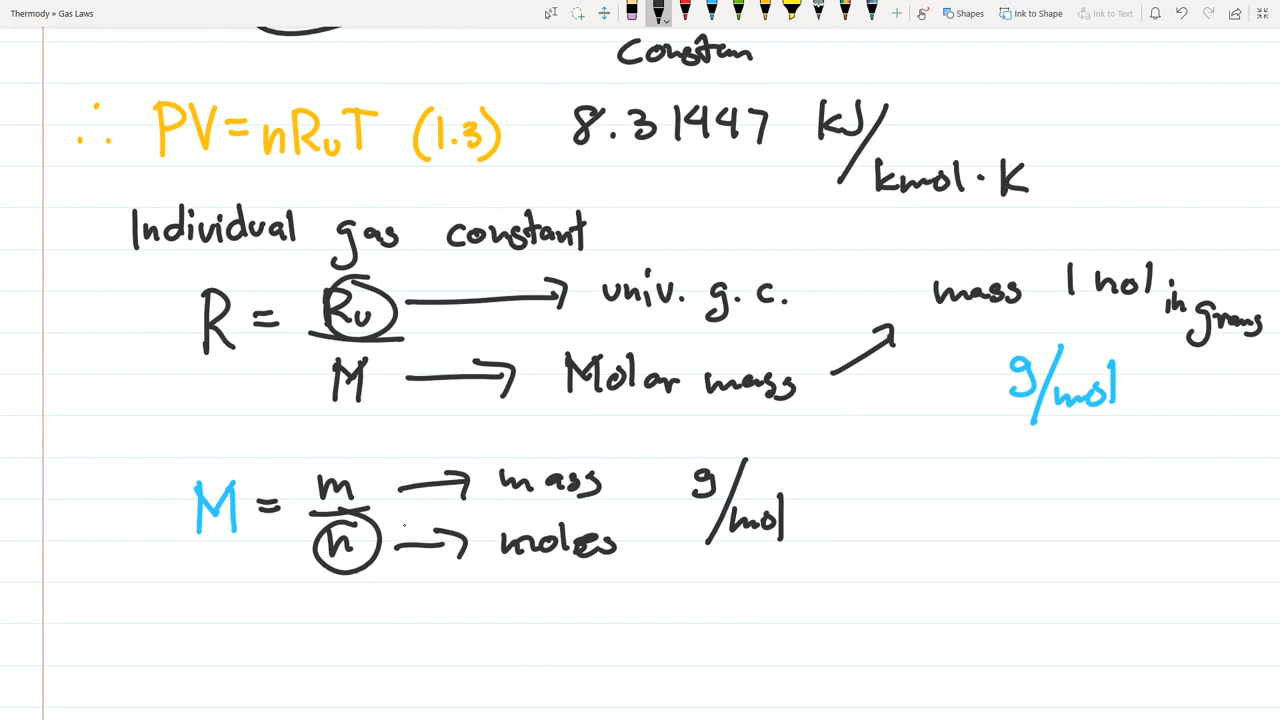 Thermody » Gas Laws
Shapes Ink to Shape Ink to Text
Constan
∴ PV = nRᵤT (1.3) 8.31447 kJ/kmol · K
Individual gas constant
R = Rᵤ/M
Rᵤ → univ. g. c.
M → Molar mass → mass 1 mol in grams
g/mol
M = m/n
m → mass
n → moles
g/mol